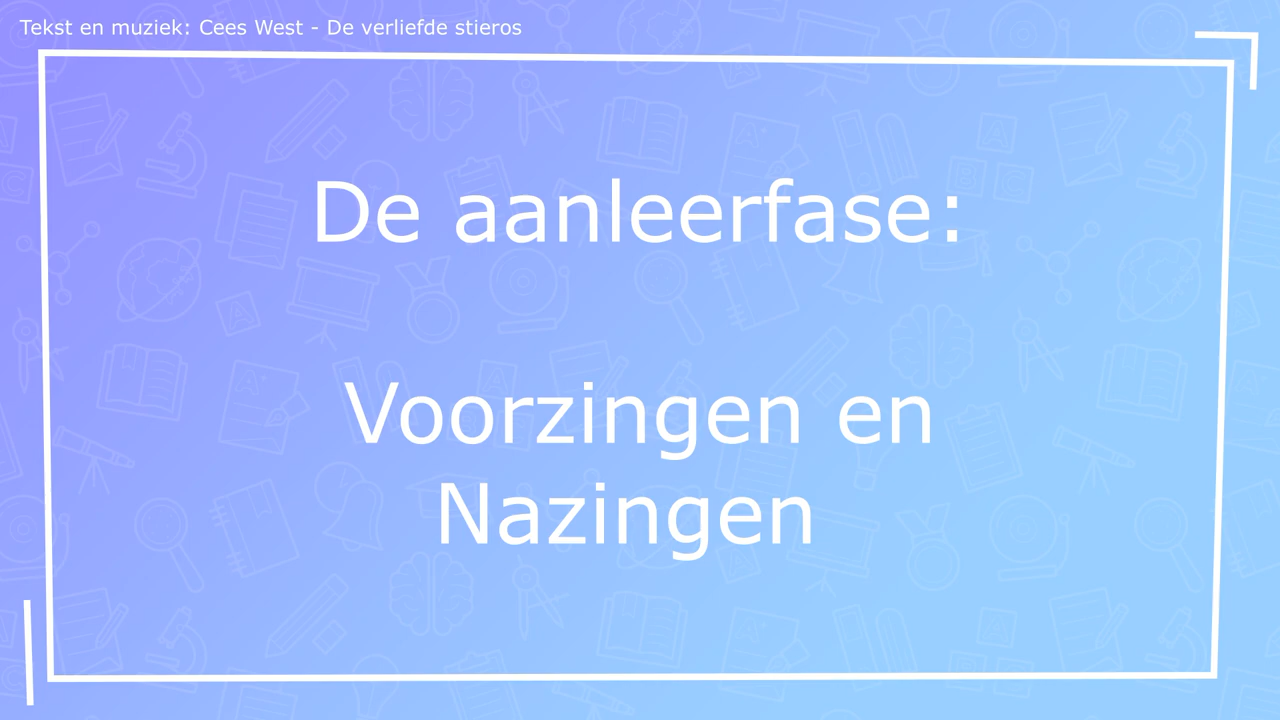 Tekst en muziek: Cees West - De verliefde stieros
De aanleerfase:
Voorzingen en
Nazingen